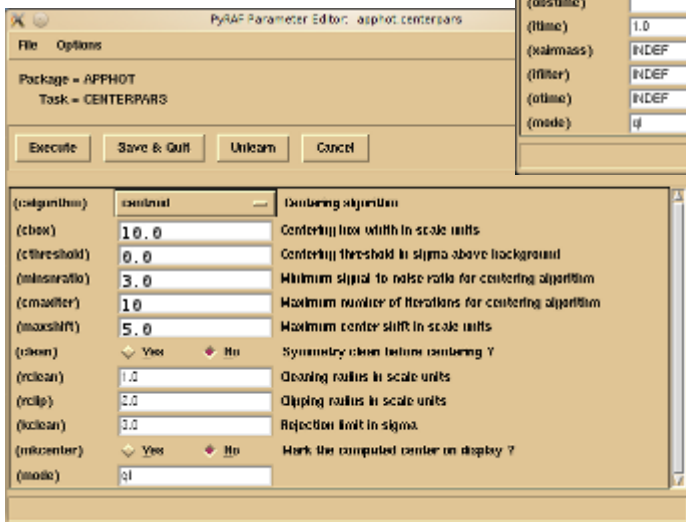 PyRAF Parameter Editor: apphot.centerpars
File Options
Package = APPHOT
Task = CENTERPARS
Execute Save & Quit Unlearn Cancel
(calgorithm) centroid Centering algorithm
(cbox) 10.0 Centering box width in scale units
(cthreshold) 0.0 Centering threshold in sigma above background
(minsnratio) 3.0 Minimum signal to noise ratio for centering algorithm
(cmaxiter) 10 Maximum number of iterations for centering algorithm
(maxshift) 5.0 Maximum center shift in scale units
(clean) Yes No Symmetry clean before centering ?
(rclean) 1.0 Cleaning radius in scale units
(rclip) 2.0 Clipping radius in scale units
(kclean) 3.0 Rejection limit in sigma
(mkcenter) Yes No Mark the computed center on display ?
(mode) ql
(obstime)
(itime) 1.0
(xairmass) INDEF
(ifilter) INDEF
(otime) INDEF
(mode) ql